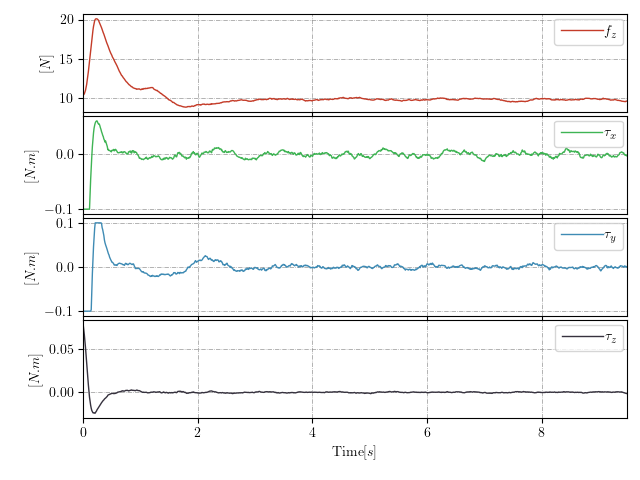 20
15
10
[N]
f_z
0.0
−0.1
[N.m]
τ_x
0.1
0.0
−0.1
[N.m]
τ_y
0.05
0.00
[N.m]
τ_z
0 2 4 6 8
Time[s]